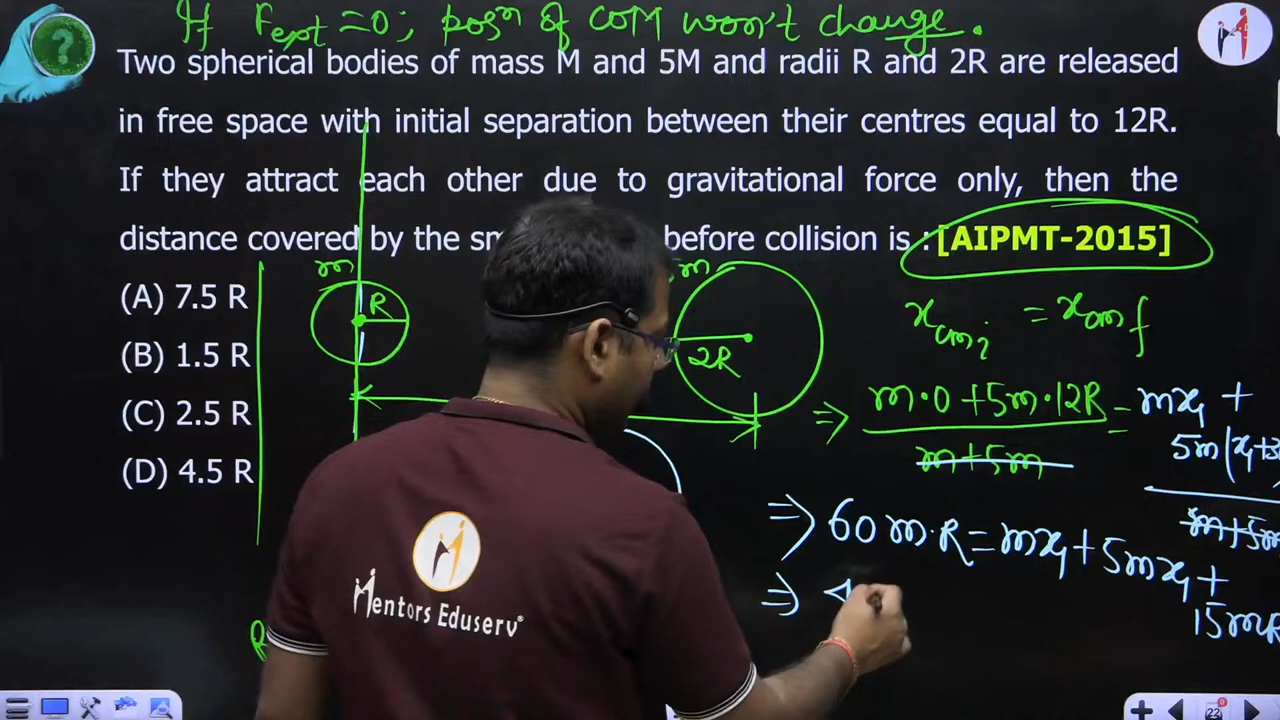 If Fext = 0; posn of COM won't change.
Two spherical bodies of mass M and 5M and radii R and 2R are released
in free space with initial separation between their centres equal to 12R.
If they attract each other due to gravitational force only, then the
distance covered by the before collision is : [AIPMT-2015]
(A) 7.5 R
(B) 1.5 R
(C) 2.5 R
(D) 4.5 R
m
R
m
2R
xcmi = xcmf
⇒ m·0 + 5m·12R = mx1 +
5m(x1+3
m+5m
m+5m
⇒ 60 m·R = mx1 + 5mx1 +
15mR
⇒ 4
R
Mentors Eduserv
22